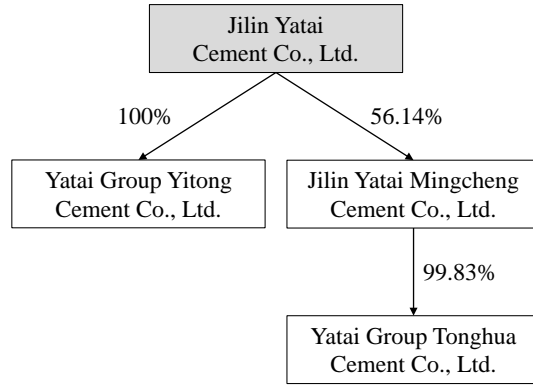 Jilin Yatai
Cement Co., Ltd.
100%
56.14%
Yatai Group Yitong
Cement Co., Ltd.
Jilin Yatai Mingcheng
Cement Co., Ltd.
99.83%
Yatai Group Tonghua
Cement Co., Ltd.